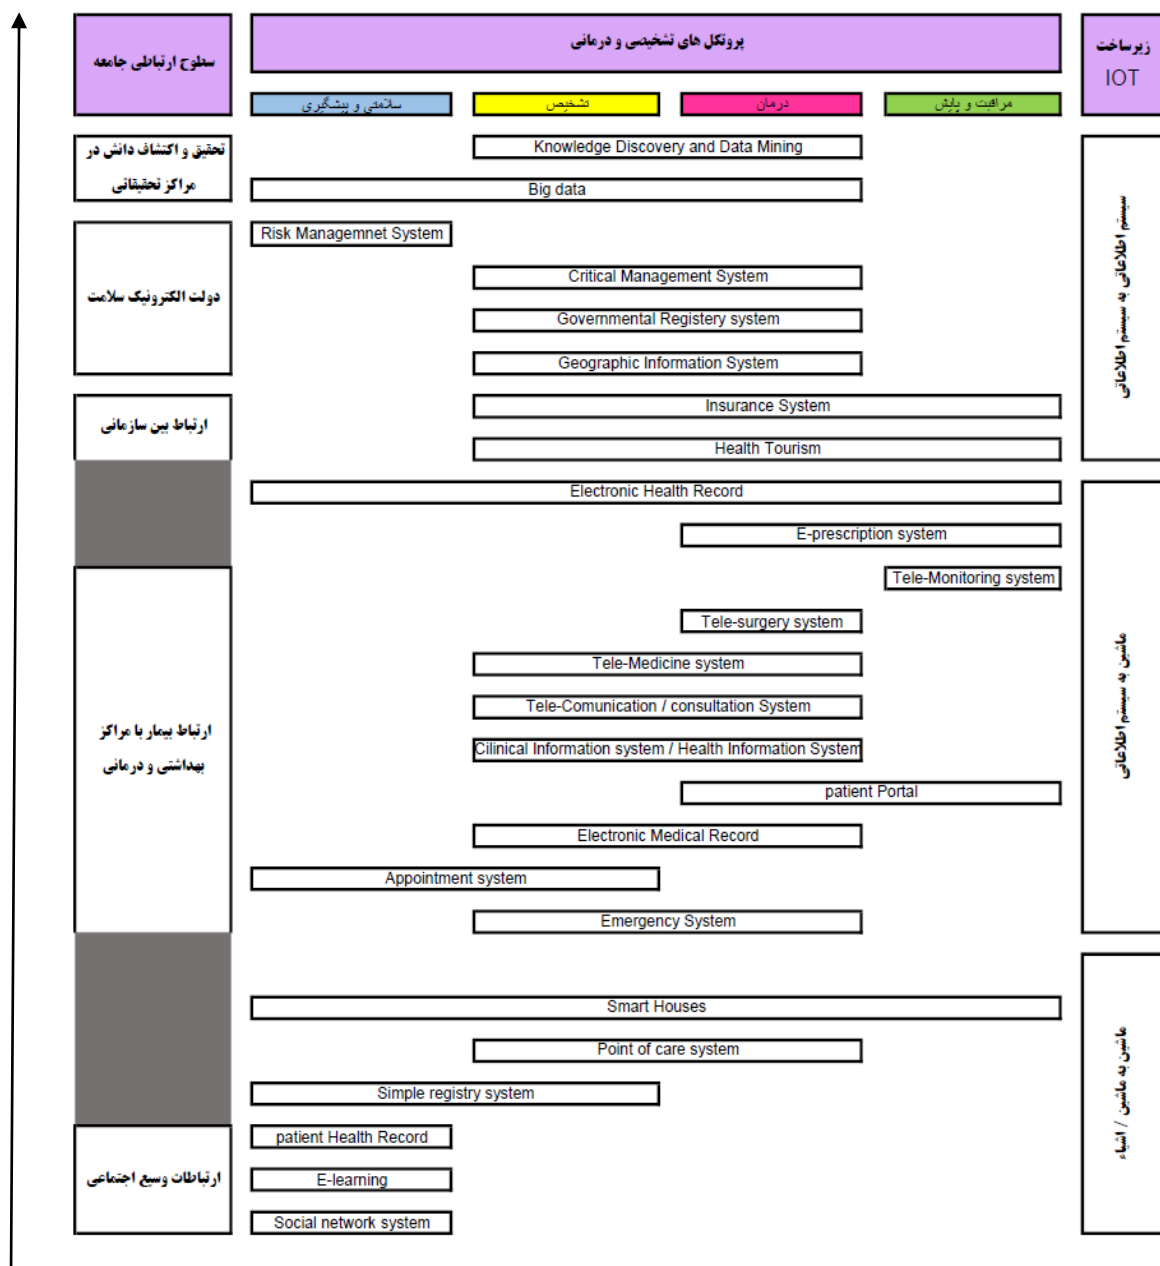 سطوح ارتباطی جامعه
پروتکل های تشخیصی و درمانی
زیرساخت
IOT
سلامتی و پیشگیری
تشخیص
درمان
مراقبت و پایش
تحقیق و اکتشاف دانش در
مراکز تحقیقاتی
Knowledge Discovery and Data Mining
Big data
سیستم اطلاعاتی به سیستم اطلاعاتی
دولت الکترونیک سلامت
Risk Managemnet System
Critical Management System
Governmental Registery system
Geographic Information System
ارتباط بین سازمانی
Insurance System
Health Tourism
Electronic Health Record
E-prescription system
ماشین به سیستم اطلاعاتی
ارتباط بیمار با مراکز
بهداشتی و درمانی
Tele-Monitoring system
Tele-surgery system
Tele-Medicine system
Tele-Comunication / consultation System
Cilinical Information system / Health Information System
patient Portal
Electronic Medical Record
Appointment system
Emergency System
Smart Houses
Point of care system
Simple registry system
ماشین به ماشین / اشیاء
ارتباطات وسیع اجتماعی
patient Health Record
E-learning
Social network system